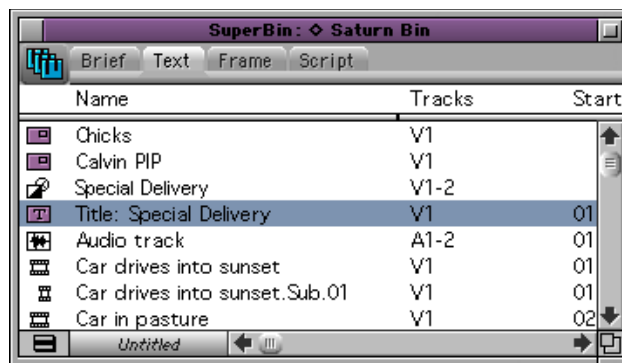 SuperBin: ◇ Saturn Bin
Brief Text Frame Script
Name Tracks Start
Chicks V1
Calvin PIP V1
Special Delivery V1-2
T Title: Special Delivery V1 01
Audio track A1-2 01
Car drives into sunset V1 01
Car drives into sunset.Sub.01 V1 01
Car in pasture V1 02
Untitled